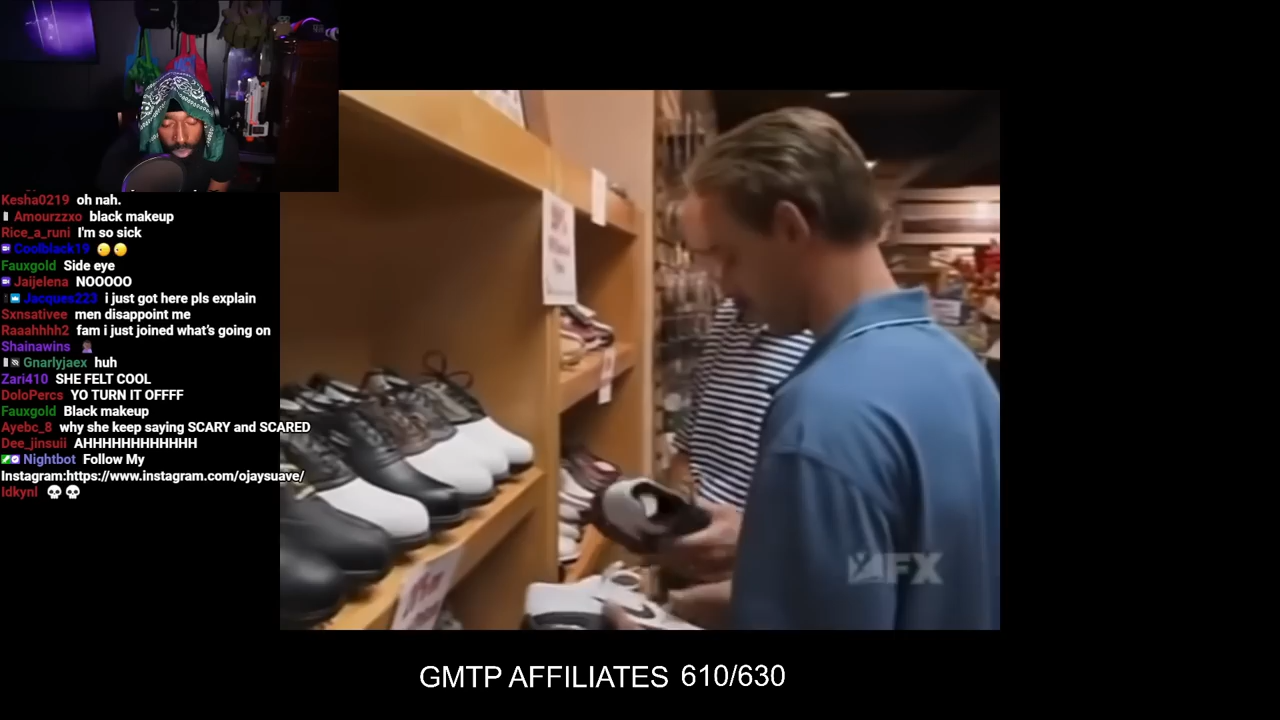 Kesha0219 oh nah.
Amourzzxo black makeup
Rice_a_runi I'm so sick
Coolblack19
Fauxgold Side eye
Jaijelena NOOOOO
Jacques223 i just got here pls explain
Sxnsativee men disappoint me
Raaahhhh2 fam i just joined what's going on
Shainawins
Gnarlyjaex huh
Zari410 SHE FELT COOL
DoloPercs YO TURN IT OFFFF
Fauxgold Black makeup
Ayebc_8 why she keep saying SCARY and SCARED
Dee_jinsuii AHHHHHHHHHHHH
Nightbot Follow My
Instagram:https://www.instagram.com/ojaysuave/
Idkynl
FX
GMTP AFFILIATES 610/630